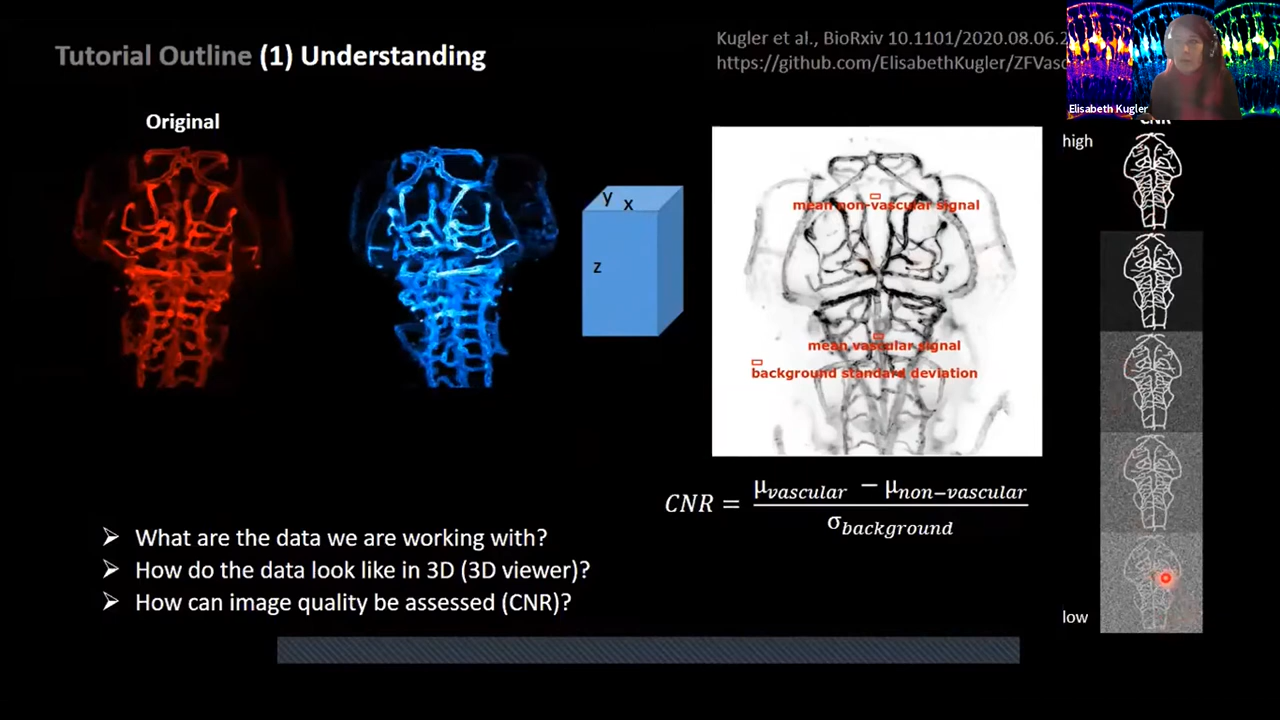 Tutorial Outline (1) Understanding
Kugler et al., BioRxiv 10.1101/2020.08.06.2
https://github.com/ElisabethKugler/ZFVasc
Elisabeth Kugler
Original
CNR
high
y
x
z
mean non-vascular signal
mean vascular signal
background standard deviation
CNR = μvascular − μnon−vascular
σbackground
➢ What are the data we are working with?
➢ How do the data look like in 3D (3D viewer)?
➢ How can image quality be assessed (CNR)?
low